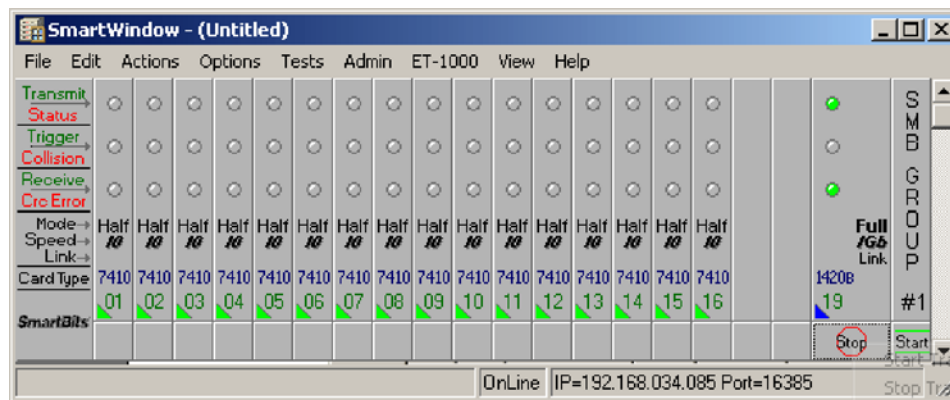 SmartWindow - (Untitled)
File Edit Actions Options Tests Admin ET-1000 View Help
Transmit
Status
Trigger
Collision
Receive
Crc Error
Mode Half Half Half Half Half Half Half Half Half Half Half Half Half Half Half Half Full
Speed 10 10 10 10 10 10 10 10 10 10 10 10 10 10 10 10 1Gb
Link Link
Card Type 7410 7410 7410 7410 7410 7410 7410 7410 7410 7410 7410 7410 7410 7410 7410 7410 1420B
01 02 03 04 05 06 07 08 09 10 11 12 13 14 15 16 19
SmartBits
SMB GROUP #1
Stop Start
Start
OnLine IP=192.168.034.085 Port=16385
Stop